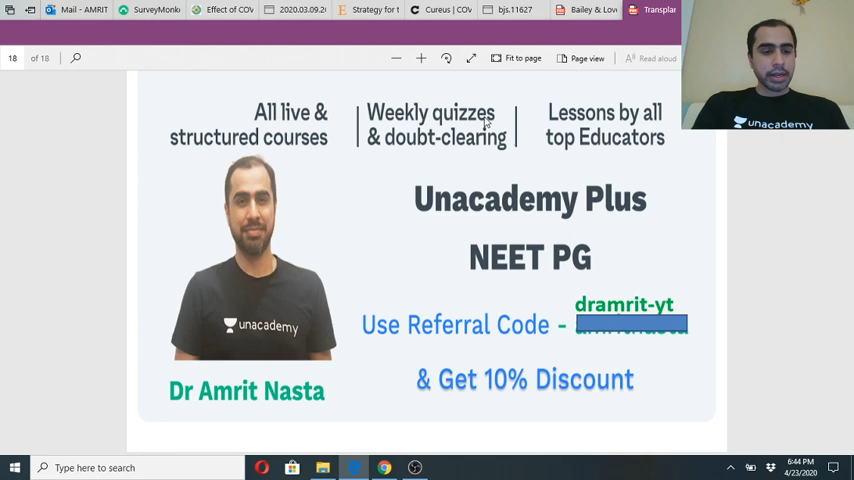 Mail - AMRIT
SurveyMonk
Effect of COV
2020.03.09.20
Strategy for t
Cureus | COV
bjs.11627
Bailey & Love
Transplan
18 of 18
Fit to page
Page view
Read aloud
unacademy
All live &
structured courses
Weekly quizzes
& doubt-clearing
Lessons by all
top Educators
Unacademy Plus
NEET PG
dramrit-yt
Use Referral Code -
& Get 10% Discount
unacademy
Dr Amrit Nasta
Type here to search
6:44 PM
4/23/2020